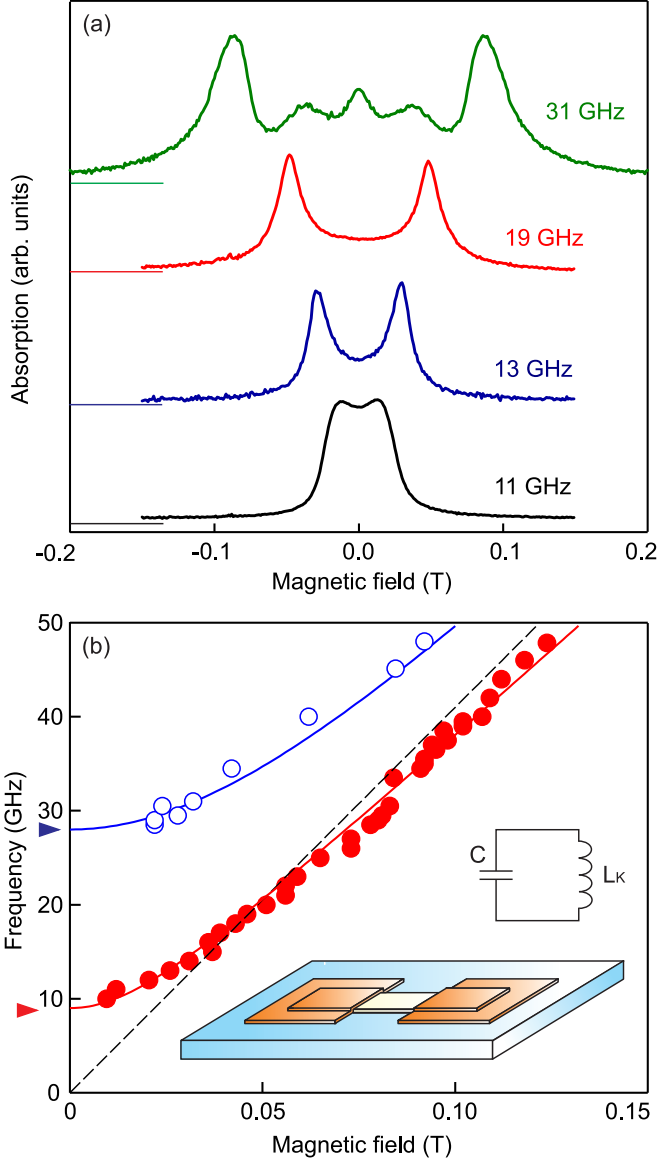 (a)
31 GHz
19 GHz
13 GHz
11 GHz
Absorption (arb. units)
-0.2 -0.1 0.0 0.1 0.2
Magnetic field (T)
(b)
50
40
30
20
10
0
Frequency (GHz)
C
LK
0 0.05 0.10 0.15
Magnetic field (T)